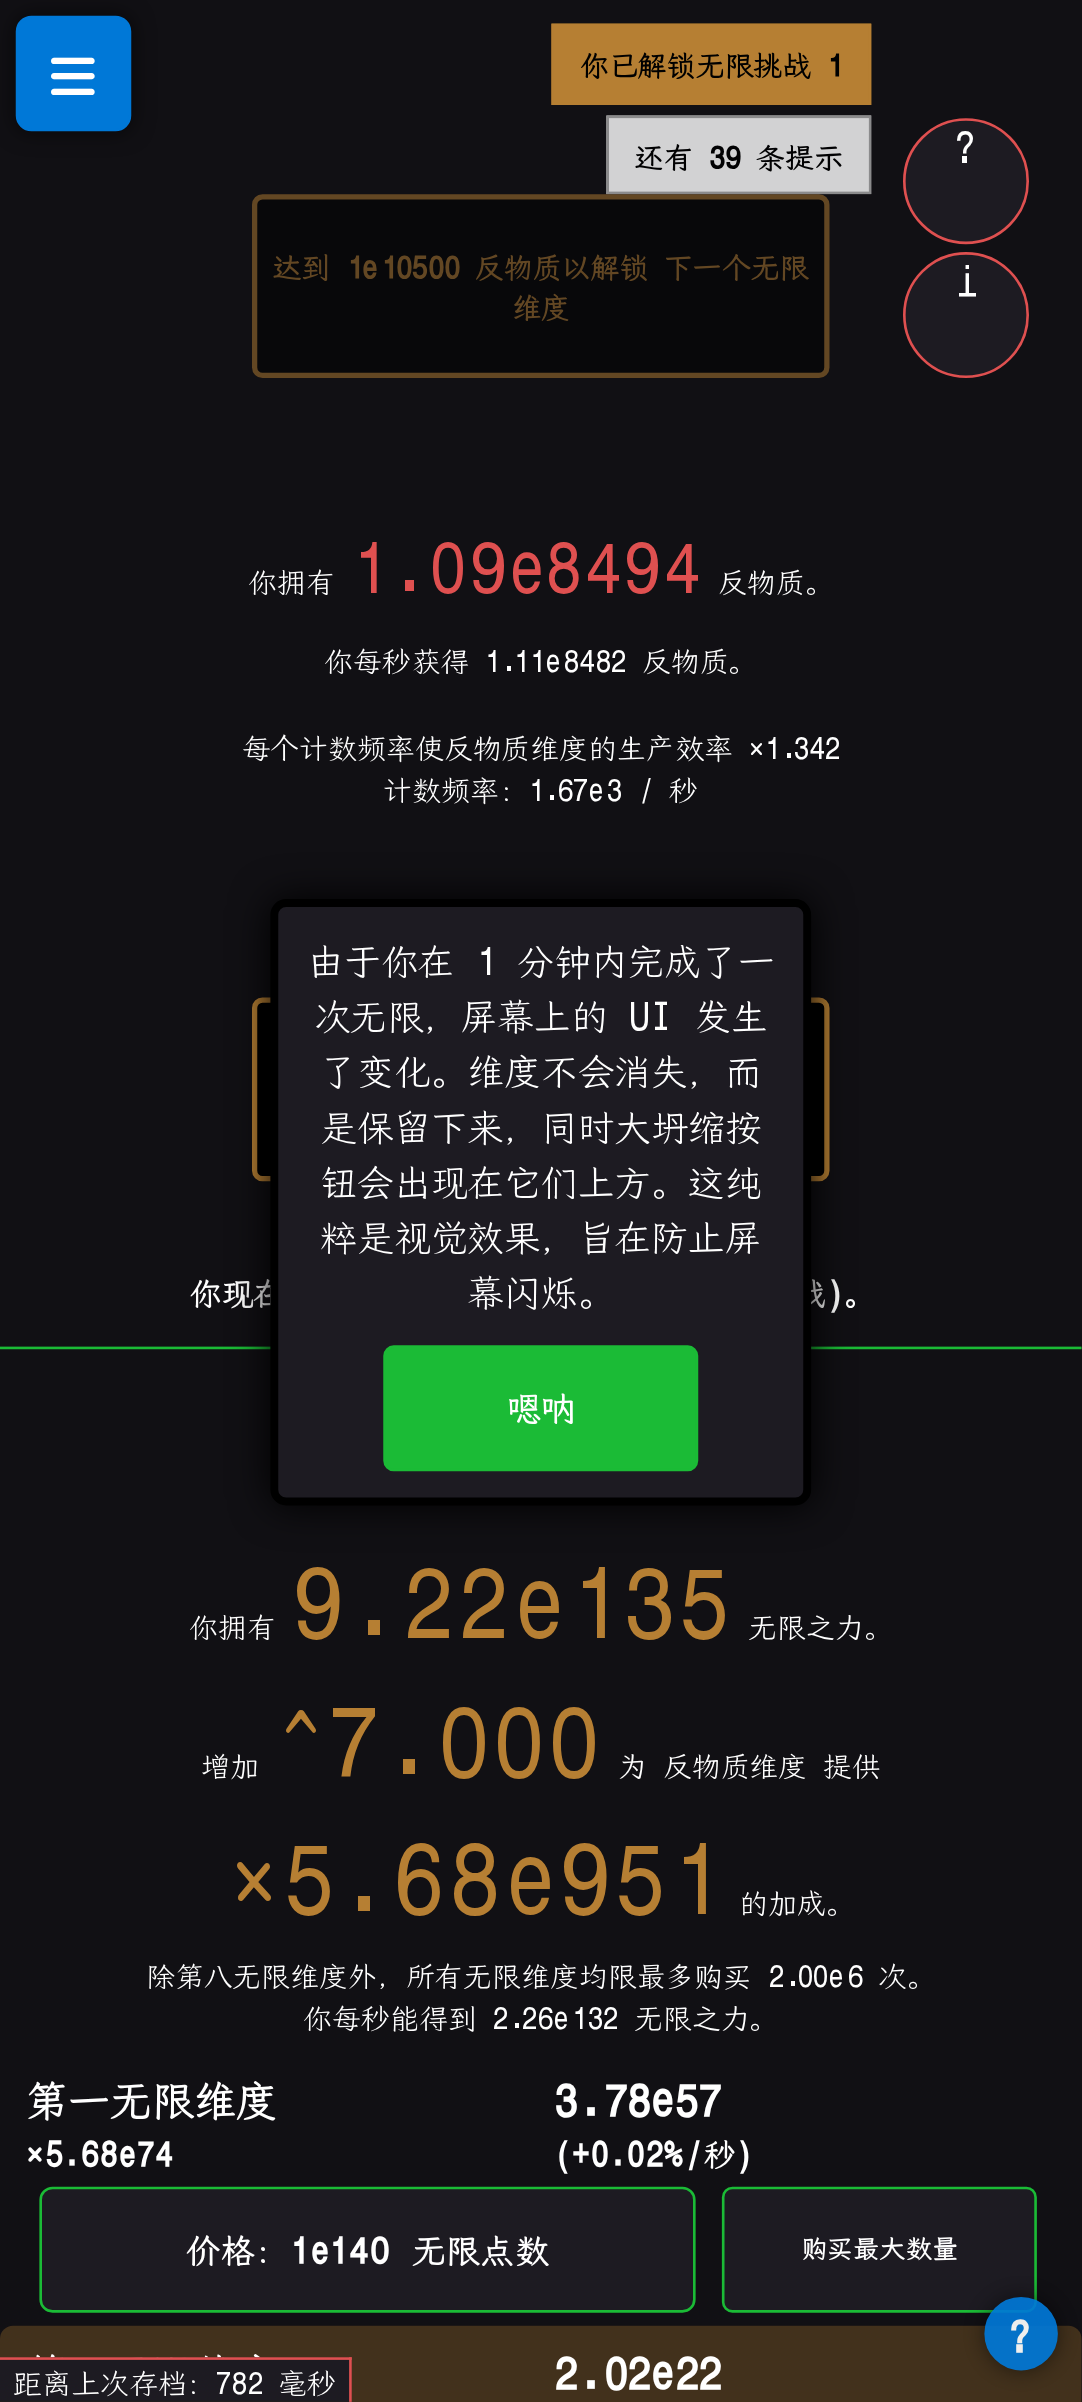 你已解锁无限挑战 1
还有 39 条提示
?
i
达到 1e10500 反物质以解锁 下一个无限
维度
你拥有 1.09e8494 反物质。
你每秒获得 1.11e8482 反物质。
每个计数频率使反物质维度的生产效率 ×1.342
计数频率: 1.67e3 / 秒
由于你在 1 分钟内完成了一
次无限, 屏幕上的 UI 发生
了变化。维度不会消失, 而
是保留下来, 同时大坍缩按
钮会出现在它们上方。这纯
粹是视觉效果, 旨在防止屏
幕闪烁。
嗯呐
你现在
)。
你拥有 9.22e135 无限之力。
增加 ^7.000 为 反物质维度 提供
×5.68e951 的加成。
除第八无限维度外, 所有无限维度均限最多购买 2.00e6 次。
你每秒能得到 2.26e132 无限之力。
第一无限维度 3.78e57
×5.68e74 (+0.02%/秒)
价格: 1e140 无限点数 购买最大数量
?
2.02e22
距离上次存档: 782 毫秒